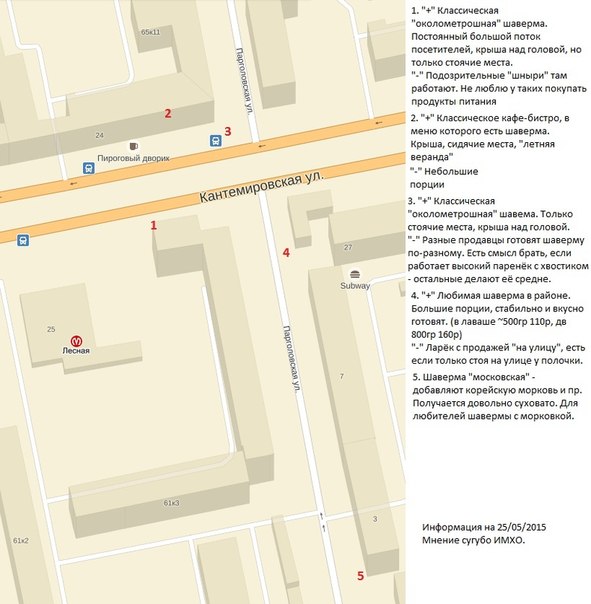 65к11
Парголовская ул.
2
3
24
Пироговый дворик
Кантемировская ул.
1
4
27
Subway
25
Лесная
Парголовская ул.
7
61к3
3
61к2
5
1. "+" Классическая
"околометрошная" шаверма.
Постоянный большой поток
посетителей, крыша над головой, но
только стоячие места.
"-" Подозрительные "шныри" там
работают. Не люблю у таких покупать
продукты питания
2. "+" Классическое кафе-бистро, в
меню которого есть шаверма.
Крыша, сидячие места, "летняя
веранда"
"-" Небольшие
порции
3. "+" Классическая
"околометрошная" шавема. Только
стоячие места, крыша над головой.
"-" Разные продавцы готовят шаверму
по-разному. Есть смысл брать, если
работает высокий паренёк с хвостиком
- остальные делают её средне.
4. "+" Любимая шаверма в районе.
Большие порции, стабильно и вкусно
готовят. (в лаваше ~500гр 110р, дв
800гр 160р)
"-" Ларёк с продажей "на улицу", есть
если только стоя на улице у полочки.
5. Шаверма "московская" -
добавляют корейскую морковь и пр.
Получается довольно суховато. Для
любителей шавермы с морковкой.
Информация на 25/05/2015
Мнение сугубо ИМХО.